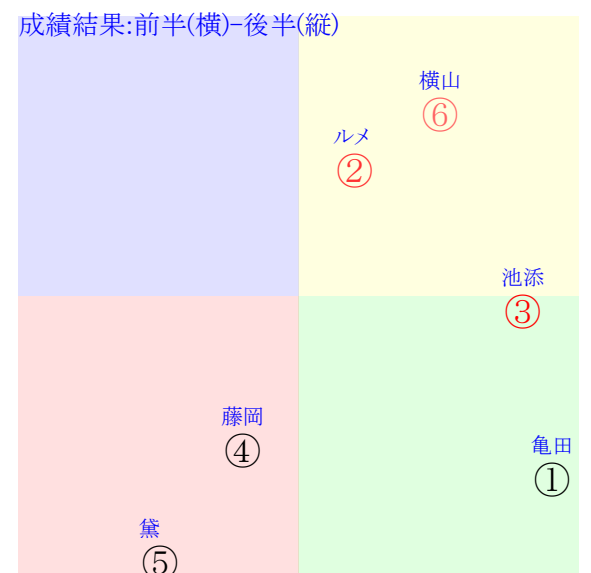 成績結果:前半(横)-後半(縦)
横山
⑥
ルメ
②
池添
③
藤岡
④
亀田
①
黛
⑤